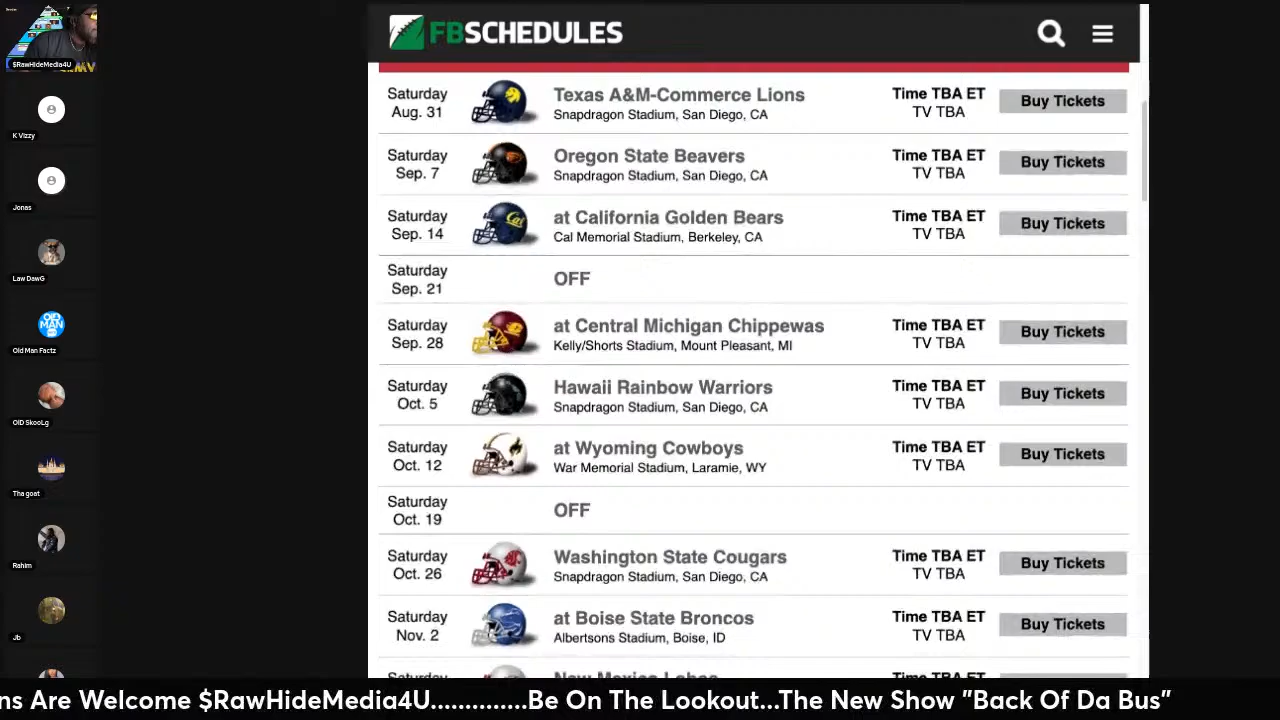 $RawHideMedia4U
K Vizzy
Jonas
Law DawG
Old Man Factz
OlD SkooLg
Tha goat
Rahim
Jb
OLD
MAN
FBSCHEDULES
Saturday
Aug. 31
Texas A&M-Commerce Lions
Snapdragon Stadium, San Diego, CA
Time TBA ET
TV TBA
Buy Tickets
Saturday
Sep. 7
Oregon State Beavers
Snapdragon Stadium, San Diego, CA
Time TBA ET
TV TBA
Buy Tickets
Saturday
Sep. 14
Cal
at California Golden Bears
Cal Memorial Stadium, Berkeley, CA
Time TBA ET
TV TBA
Buy Tickets
Saturday
Sep. 21
OFF
Saturday
Sep. 28
at Central Michigan Chippewas
Kelly/Shorts Stadium, Mount Pleasant, MI
Time TBA ET
TV TBA
Buy Tickets
Saturday
Oct. 5
Hawaii Rainbow Warriors
Snapdragon Stadium, San Diego, CA
Time TBA ET
TV TBA
Buy Tickets
Saturday
Oct. 12
at Wyoming Cowboys
War Memorial Stadium, Laramie, WY
Time TBA ET
TV TBA
Buy Tickets
Saturday
Oct. 19
OFF
Saturday
Oct. 26
Washington State Cougars
Snapdragon Stadium, San Diego, CA
Time TBA ET
TV TBA
Buy Tickets
Saturday
Nov. 2
at Boise State Broncos
Albertsons Stadium, Boise, ID
Time TBA ET
TV TBA
Buy Tickets
New Mexico Lobos
ns Are Welcome $RawHideMedia4U.............Be On The Lookout...The New Show "Back Of Da Bus"